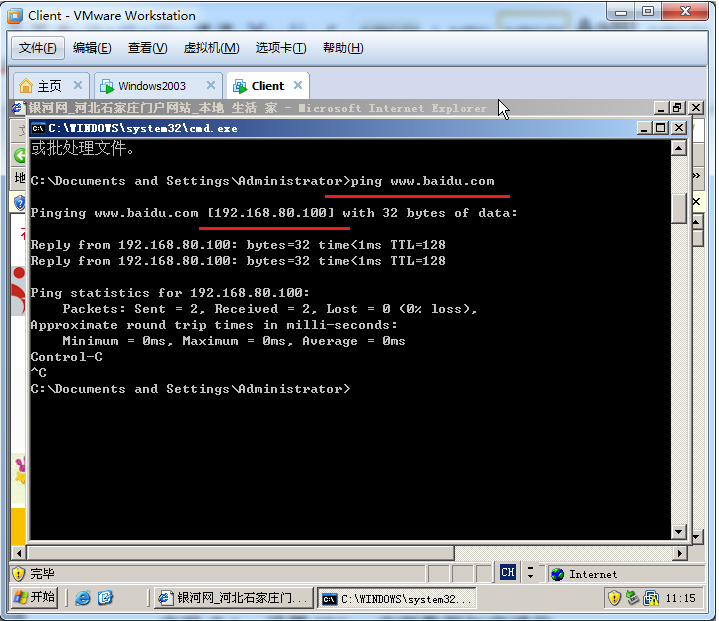 Client - VMware Workstation
文件(F) 编辑(E) 查看(V) 虚拟机(M) 选项卡(T) 帮助(H)
主页 Windows2003 Client
银河网_河北石家庄门户网站_本地 生活 家 - Microsoft Internet Explorer
C:\WINDOWS\system32\cmd.exe
或批处理文件。
C:\Documents and Settings\Administrator>ping www.baidu.com
Pinging www.baidu.com [192.168.80.100] with 32 bytes of data:
Reply from 192.168.80.100: bytes=32 time<1ms TTL=128
Reply from 192.168.80.100: bytes=32 time<1ms TTL=128
Ping statistics for 192.168.80.100:
Packets: Sent = 2, Received = 2, Lost = 0 (0% loss),
Approximate round trip times in milli-seconds:
Minimum = 0ms, Maximum = 0ms, Average = 0ms
Control-C
^C
C:\Documents and Settings\Administrator>
完毕 CH Internet
开始 银河网_河北石家庄门... C:\WINDOWS\system32... 11:15